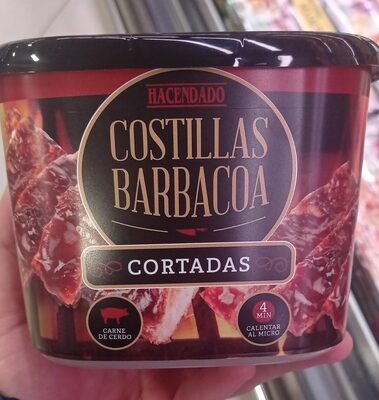 HACENDADO
COSTILLAS
BARBACOA
CORTADAS
CARNE
DE CERDO
4
MIN
CALENTAR
AL MICRO